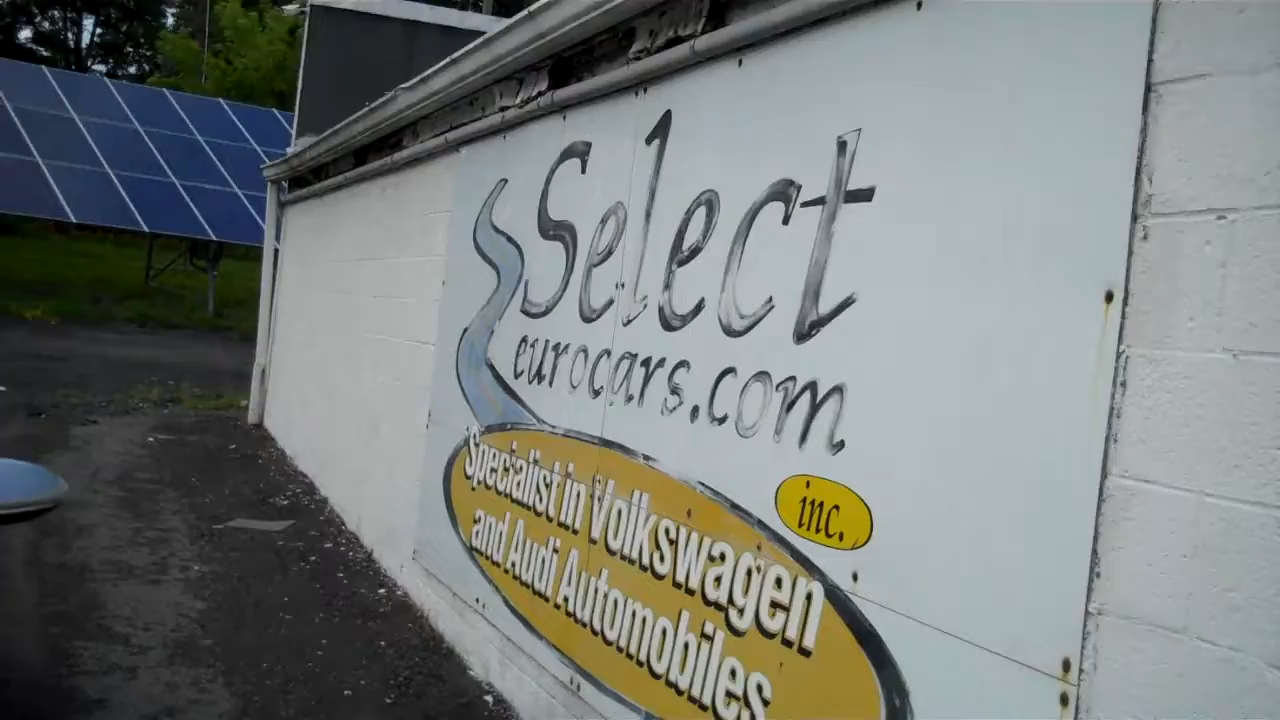 Select
eurocars.com
inc.
Specialist in Volkswagen
and Audi Automobiles